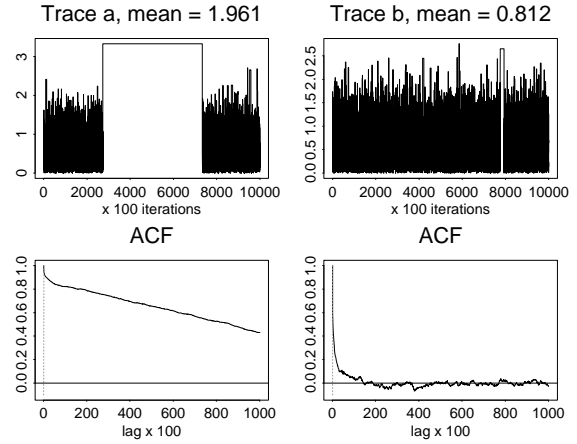 Trace a, mean = 1.961
Trace b, mean = 0.812
3
2
1
0
0.0 0.5 1.0 1.5 2.0 2.5
0 2000 4000 6000 8000 10000
x 100 iterations
0 2000 4000 6000 8000 10000
x 100 iterations
ACF
ACF
0.0 0.2 0.4 0.6 0.8 1.0
0.0 0.2 0.4 0.6 0.8 1.0
0 200 400 600 800 1000
lag x 100
0 200 400 600 800 1000
lag x 100